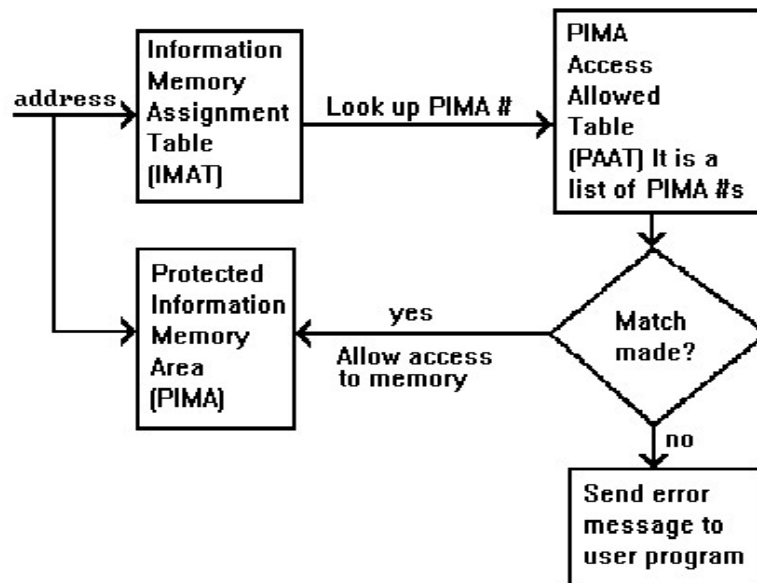 address
Information
Memory
Assignment
Table
(IMAT)
Look up PIMA #
PIMA
Access
Allowed
Table
(PAAT) It is a
list of PIMA #s
Protected
Information
Memory
Area
(PIMA)
yes
Allow access
to memory
Match
made?
no
Send error
message to
user program